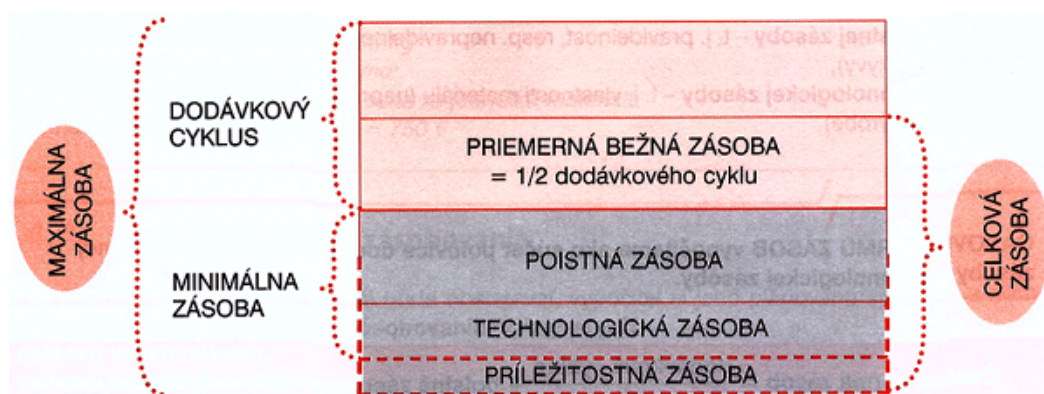 DODÁVKOVÝ
CYKLUS
MAXIMÁLNA
ZÁSOBA
MINIMÁLNA
ZÁSOBA
PRIEMERNÁ BEŽNÁ ZÁSOBA
= 1/2 dodávkového cyklu
POISTNÁ ZÁSOBA
TECHNOLOGICKÁ ZÁSOBA
PRÍLEŽITOSTNÁ ZÁSOBA
CELKOVÁ
ZÁSOBA